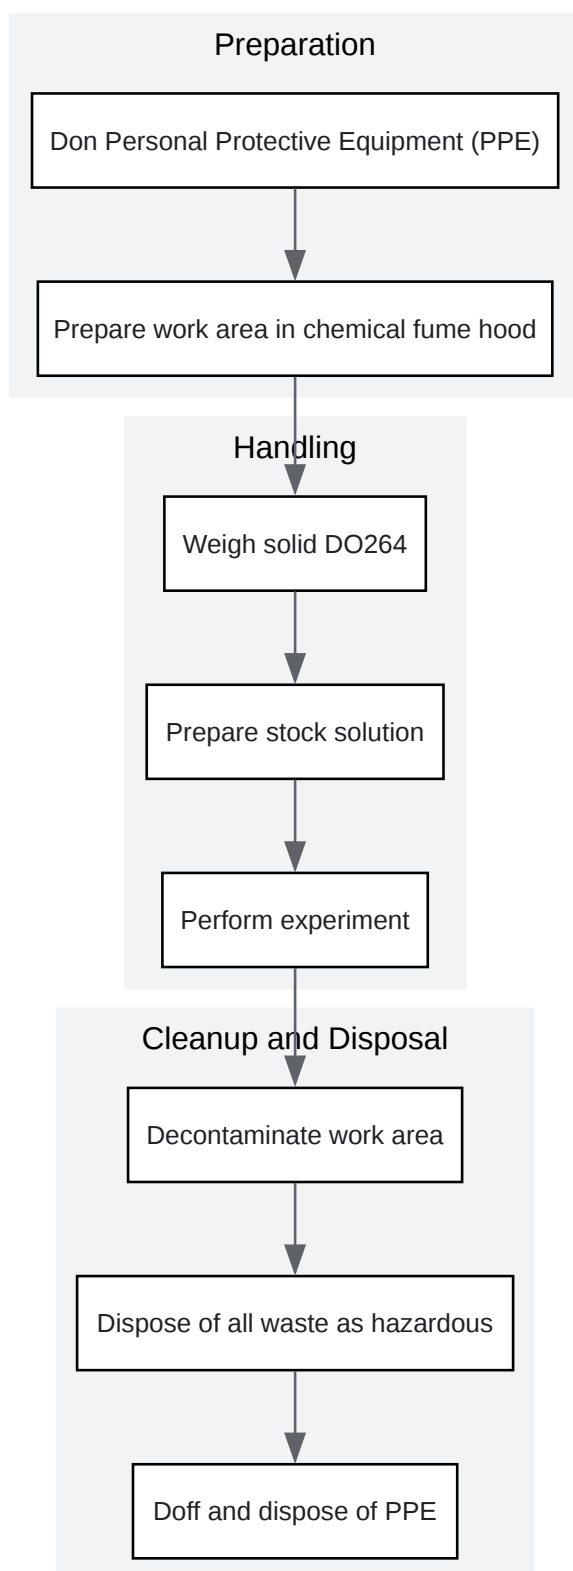 Preparation
Don Personal Protective Equipment (PPE)
Prepare work area in chemical fume hood
Handling
Weigh solid DO264
Prepare stock solution
Perform experiment
Cleanup and Disposal
Decontaminate work area
Dispose of all waste as hazardous
Doff and dispose of PPE